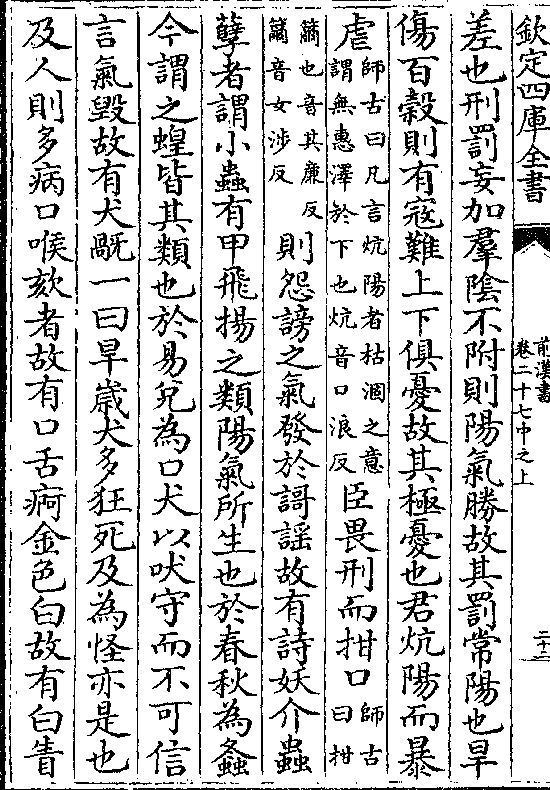 欽定四庫全書
前漢書
卷二十七中之上
二十二
差也刑罰妄加羣陰不附則陽氣勝故其罰常陽也旱
傷百穀則有寇難上下俱憂故其極憂也君炕陽而暴
虐師古曰凡言炕陽者枯涸之意謂無惠澤於下也炕音口浪反臣畏刑而拑口師古曰拑
籋也音其廉反籋音女涉反則怨謗之氣發於謌謡故有詩妖介蟲
孽者謂小蟲有甲飛揚之類陽氣所生也於春秋為螽
今謂之蝗皆其類也於易兌為口犬以吠守而不可信
言氣毀故有犬旤一曰旱歲犬多狂死及為怪亦是也
及人則多病口喉欬者故有口舌痾金色白故有白眚